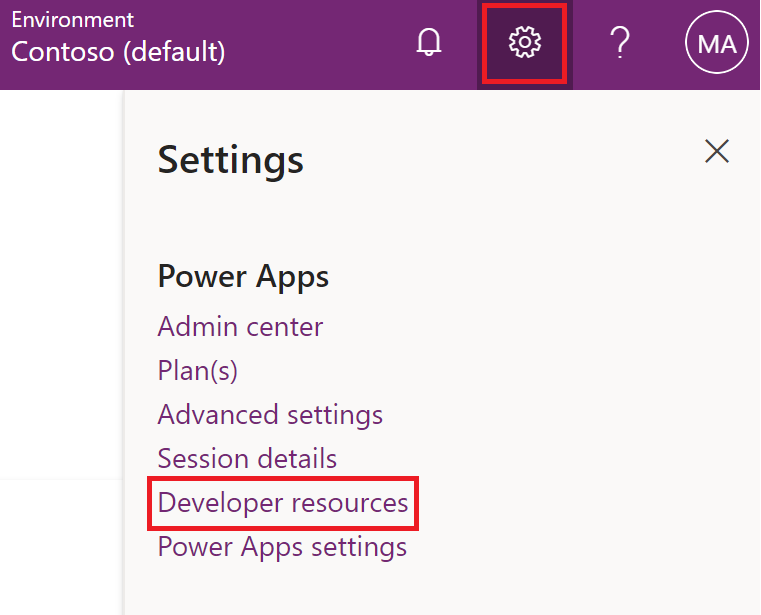 Environment
Contoso (default)
?
MA
Settings
Power Apps
Admin center
Plan(s)
Advanced settings
Session details
Developer resources
Power Apps settings